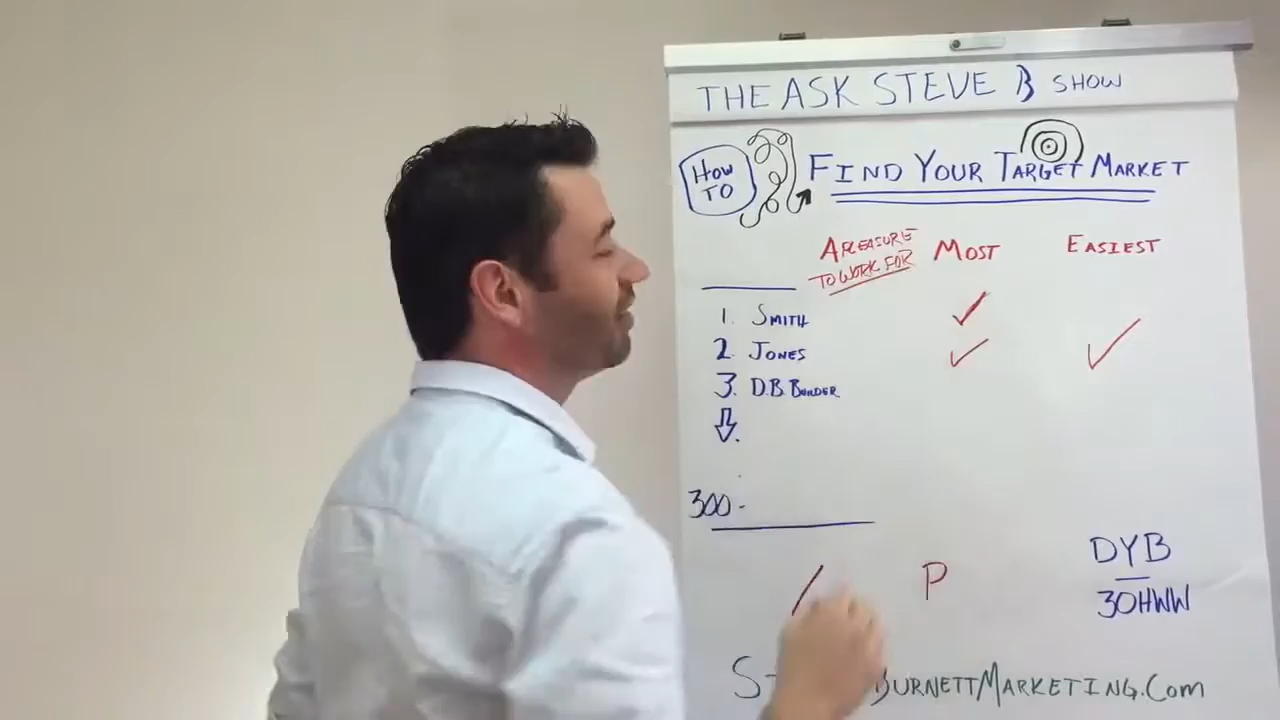 THE ASK STEVE B SHOW
HOW TO
FIND YOUR TARGET MARKET
A PLEASURE TO WORK FOR
MOST
EASIEST
1. SMITH
2. JONES
3. D.B. BUILDER
300-
P
DYB
30HWW
BURNETTMARKETING.COM